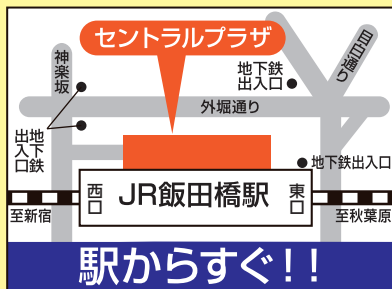 セントラルプラザ
神楽坂
目白通り
地下鉄
出入口
外堀通り
地下鉄
出入口
地下鉄出入口
西口
JR飯田橋駅
東口
至新宿
至秋葉原
駅からすぐ!!